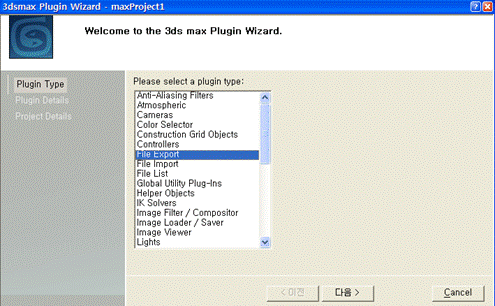 3dsmax Plugin Wizard - maxProject1
Welcome to the 3ds max Plugin Wizard.
Plugin Type
Plugin Details
Project Details
Please select a plugin type:
Anti-Aliasing Filters
Atmospheric
Cameras
Color Selector
Construction Grid Objects
Controllers
File Export
File Import
File List
Global Utility Plug-Ins
Helper Objects
IK Solvers
Image Filter / Compositor
Image Loader / Saver
Image Viewer
Lights
< 이전
다음 >
Cancel